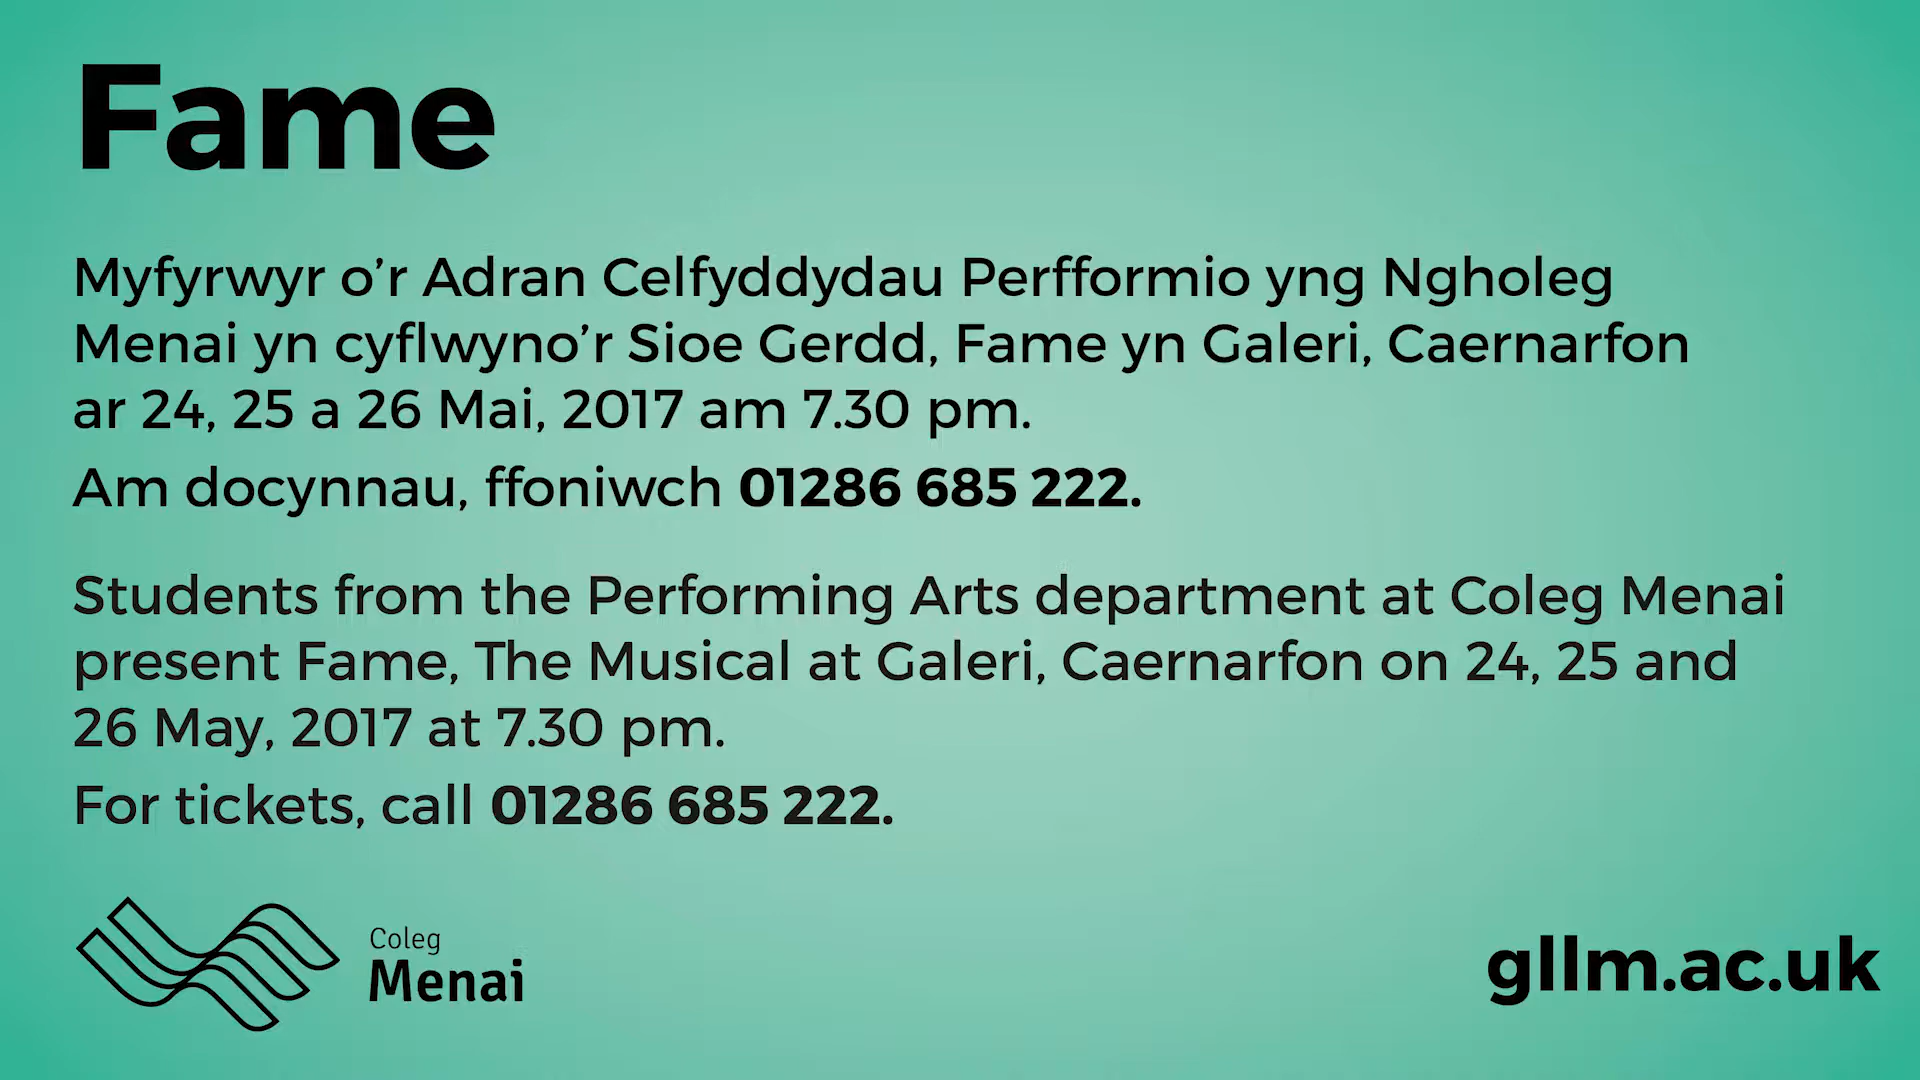 Fame
Myfyrwyr o’r Adran Celfyddydau Perfformio yng Ngholeg
Menai yn cyflwyno’r Sioe Gerdd, Fame yn Galeri, Caernarfon
ar 24, 25 a 26 Mai, 2017 am 7.30 pm.
Am docynnau, ffoniwch 01286 685 222.
Students from the Performing Arts department at Coleg Menai
present Fame, The Musical at Galeri, Caernarfon on 24, 25 and
26 May, 2017 at 7.30 pm.
For tickets, call 01286 685 222.
Coleg
Menai
gllm.ac.uk